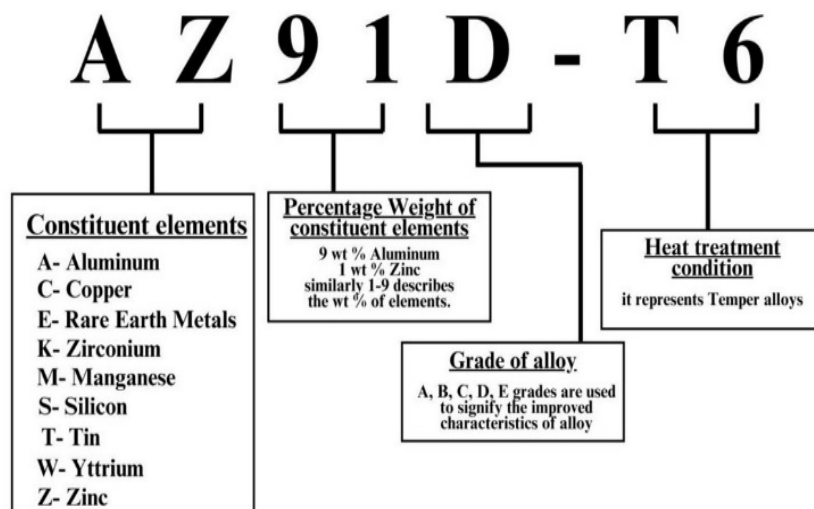 A Z 9 1 D - T 6
Constituent elements
A- Aluminum
C- Copper
E- Rare Earth Metals
K- Zirconium
M- Manganese
S- Silicon
T- Tin
W- Yttrium
Z- Zinc
Percentage Weight of
constituent elements
9 wt % Aluminum
1 wt % Zinc
similarly 1-9 describes
the wt % of elements.
Grade of alloy
A, B, C, D, E grades are used
to signify the improved
characteristics of alloy
Heat treatment
condition
it represents Temper alloys